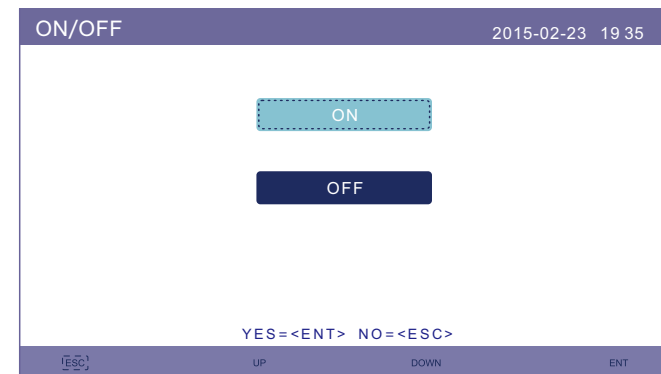 ON/OFF 2015-02-23 19 35
ON
OFF
YES=<ENT> NO=<ESC>
ESC UP DOWN ENT